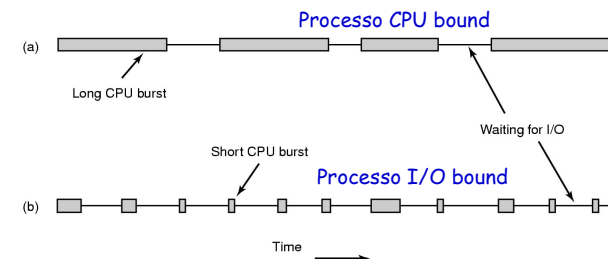 Processo CPU bound
(a)
Long CPU burst
Waiting for I/O
Short CPU burst
Processo I/O bound
(b)
Time